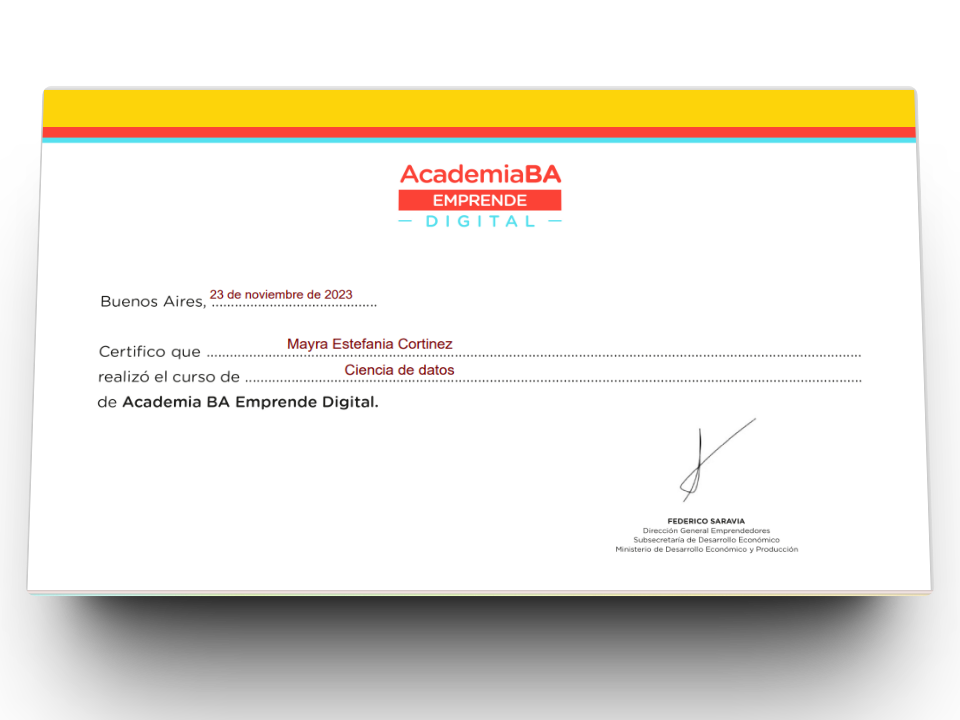 AcademiaBA
EMPRENDE
DIGITAL
Buenos Aires, 23 de noviembre de 2023
Certifico que Mayra Estefania Cortinez
realizó el curso de Ciencia de datos
de Academia BA Emprende Digital.
FEDERICO SARAVIA
Dirección General Emprendedores
Subsecretaría de Desarrollo Económico
Ministerio de Desarrollo Económico y Producción